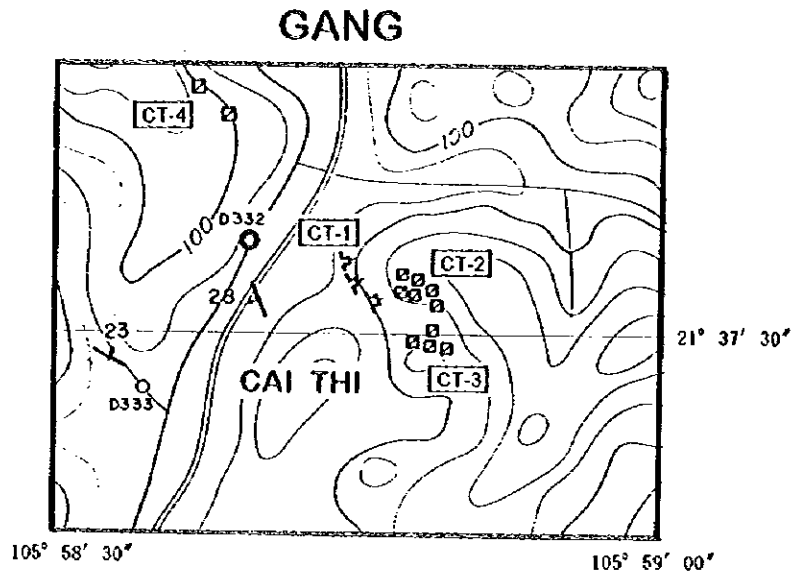 GANG
CT-4
100
100
D332
CT-1
CT-2
28
23
21° 37′ 30″
CAI THI
CT-3
D333
105° 58′ 30″
105° 59′ 00″